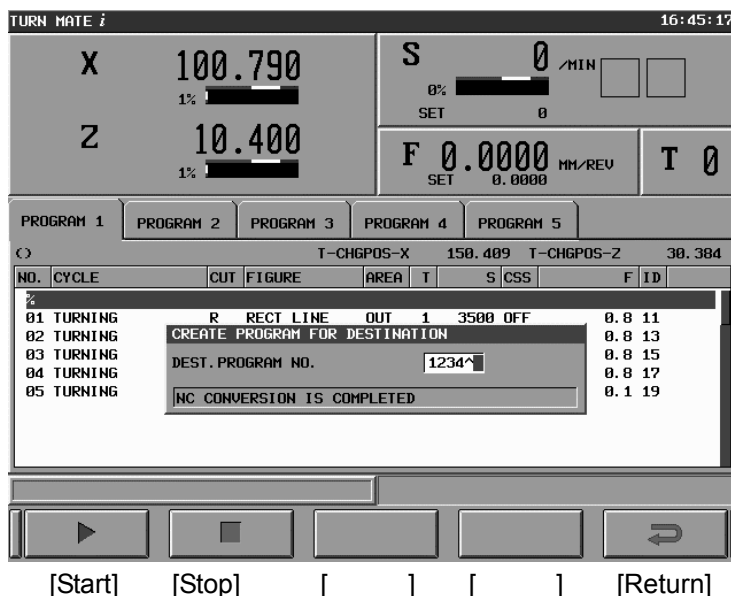 TURN MATE i 16:45:17
X 100.790
1%
Z 10.400
1%
S 0 /MIN
0%
SET 0
F 0.0000 MM/REV
SET 0.0000
T 0
PROGRAM 1 PROGRAM 2 PROGRAM 3 PROGRAM 4 PROGRAM 5
() T-CHGPOS-X 150.409 T-CHGPOS-Z 30.384
NO. CYCLE CUT FIGURE AREA T S CSS F ID
%
01 TURNING R RECT LINE OUT 1 3500 OFF 0.8 11
02 TURNING 0.8 13
03 TURNING 0.8 15
04 TURNING 0.8 17
05 TURNING 0.1 19
CREATE PROGRAM FOR DESTINATION
DEST.PROGRAM NO. 1234^
NC CONVERSION IS COMPLETED
[Start] [Stop] [ ] [ ] [Return]